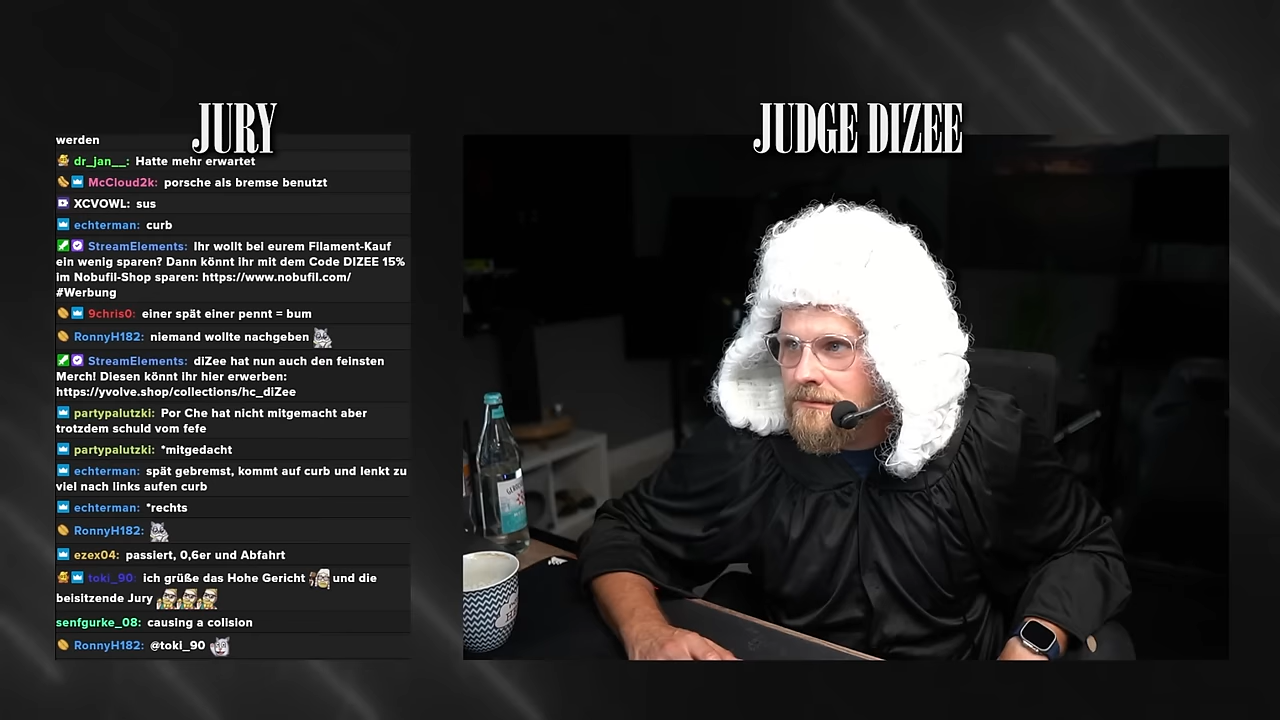 JURY
JUDGE DIZEE
werden
dr_jan__: Hatte mehr erwartet
McCloud2k: porsche als bremse benutzt
XCVOWL: sus
echterman: curb
StreamElements: Ihr wollt bei eurem Filament-Kauf
ein wenig sparen? Dann könnt ihr mit dem Code DIZEE 15%
im Nobufil-Shop sparen: https://www.nobufil.com/
#Werbung
9chris0: einer spät einer pennt = bum
RonnyH182: niemand wollte nachgeben
StreamElements: dIZee hat nun auch den feinsten
Merch! Diesen könnt ihr hier erwerben:
https://yvolve.shop/collections/hc_diZee
partypalutzki: Por Che hat nicht mitgemacht aber
trotzdem schuld vom fefe
partypalutzki: *mitgedacht
echterman: spät gebremst, kommt auf curb und lenkt zu
viel nach links aufen curb
echterman: *rechts
RonnyH182:
ezex04: passiert, 0,6er und Abfahrt
toki_90: ich grüße das Hohe Gericht und die
beisitzende Jury
senfgurke_08: causing a colision
RonnyH182: @toki_90